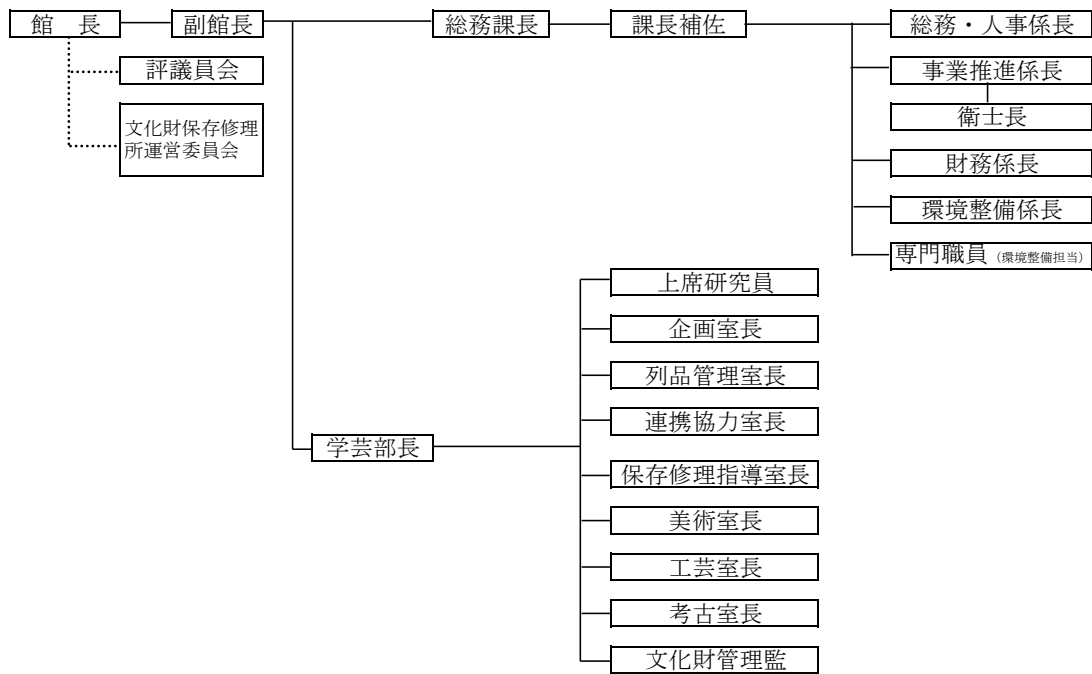 館　長
副館長
総務課長
課長補佐
総務・人事係長
評議員会
事業推進係長
文化財保存修理
所運営委員会
衛士長
財務係長
環境整備係長
専門職員（環境整備担当）
上席研究員
企画室長
列品管理室長
連携協力室長
学芸部長
保存修理指導室長
美術室長
工芸室長
考古室長
文化財管理監